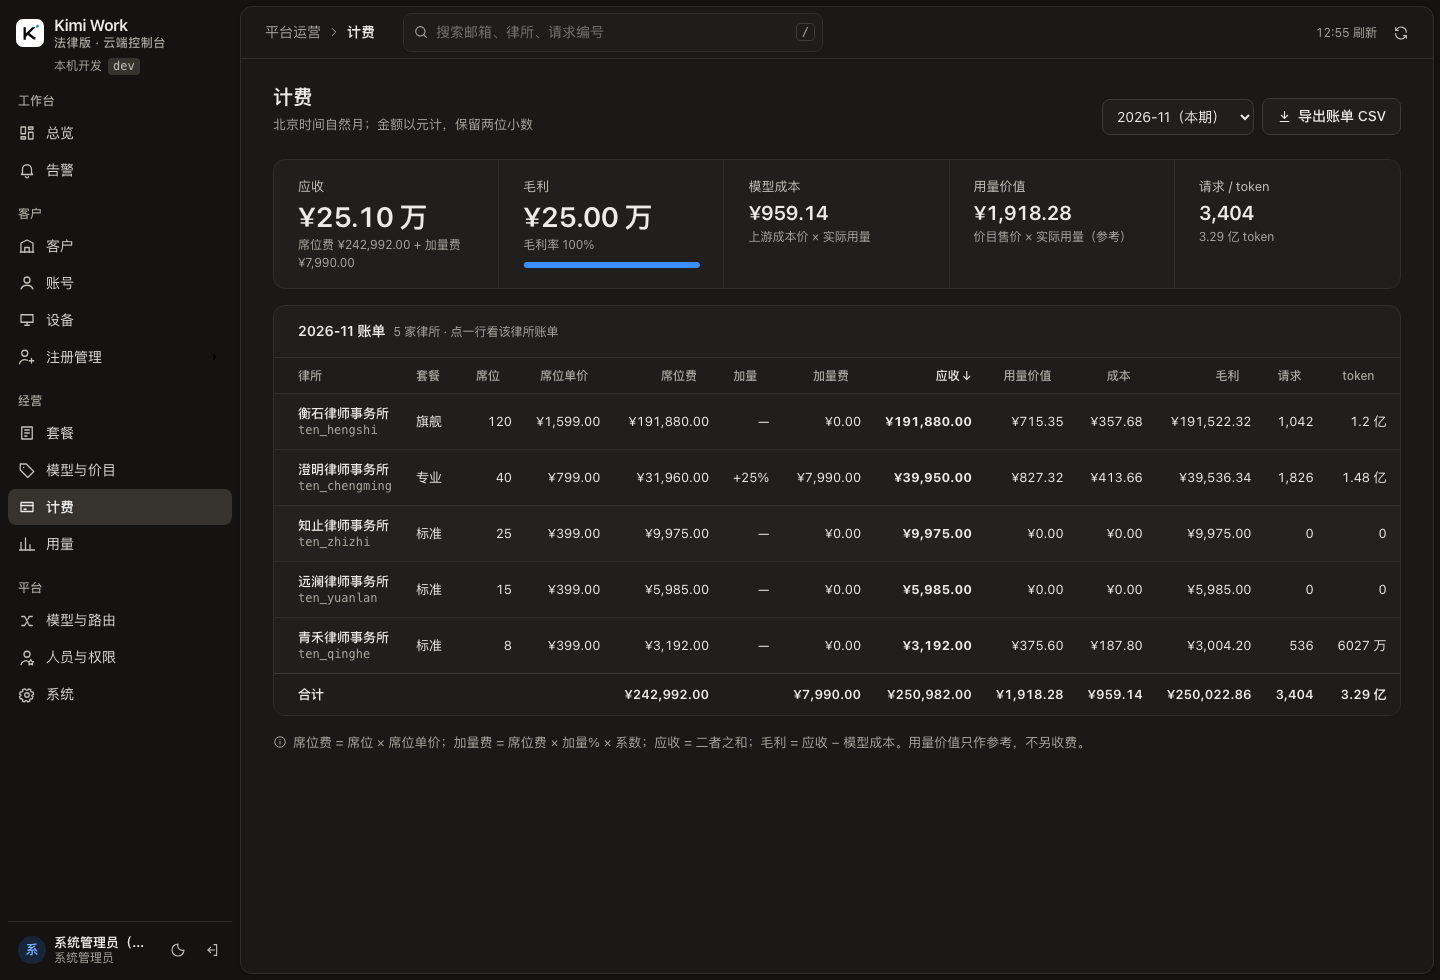 Kimi Work
法律版 · 云端控制台
本机开发 dev
平台运营 > 计费
搜索邮箱、律所、请求编号 /
12:55 刷新
工作台
总览
告警
客户
客户
账号
设备
注册管理
经营
套餐
模型与价目
计费
用量
平台
模型与路由
人员与权限
系统
系 系统管理员（...
系统管理员
计费
北京时间自然月；金额以元计，保留两位小数
2026-11（本期）
导出账单 CSV
应收
¥25.10 万
席位费 ¥242,992.00 + 加量费
¥7,990.00
毛利
¥25.00 万
毛利率 100%
模型成本
¥959.14
上游成本价 × 实际用量
用量价值
¥1,918.28
价目售价 × 实际用量（参考）
请求 / token
3,404
3.29 亿 token
2026-11 账单 5 家律所 · 点一行看该律所账单
律所 套餐 席位 席位单价 席位费 加量 加量费 应收↓ 用量价值 成本 毛利 请求 token
衡石律师事务所 旗舰 120 ¥1,599.00 ¥191,880.00 — ¥0.00 ¥191,880.00 ¥715.35 ¥357.68 ¥191,522.32 1,042 1.2 亿
ten_hengshi
澄明律师事务所 专业 40 ¥799.00 ¥31,960.00 +25% ¥7,990.00 ¥39,950.00 ¥827.32 ¥413.66 ¥39,536.34 1,826 1.48 亿
ten_chengming
知止律师事务所 标准 25 ¥399.00 ¥9,975.00 — ¥0.00 ¥9,975.00 ¥0.00 ¥0.00 ¥9,975.00 0 0
ten_zhizhi
远澜律师事务所 标准 15 ¥399.00 ¥5,985.00 — ¥0.00 ¥5,985.00 ¥0.00 ¥0.00 ¥5,985.00 0 0
ten_yuanlan
青禾律师事务所 标准 8 ¥399.00 ¥3,192.00 — ¥0.00 ¥3,192.00 ¥375.60 ¥187.80 ¥3,004.20 536 6027 万
ten_qinghe
合计 ¥242,992.00 ¥7,990.00 ¥250,982.00 ¥1,918.28 ¥959.14 ¥250,022.86 3,404 3.29 亿
席位费 = 席位 × 席位单价；加量费 = 席位费 × 加量% × 系数；应收 = 二者之和；毛利 = 应收 − 模型成本。用量价值只作参考，不另收费。